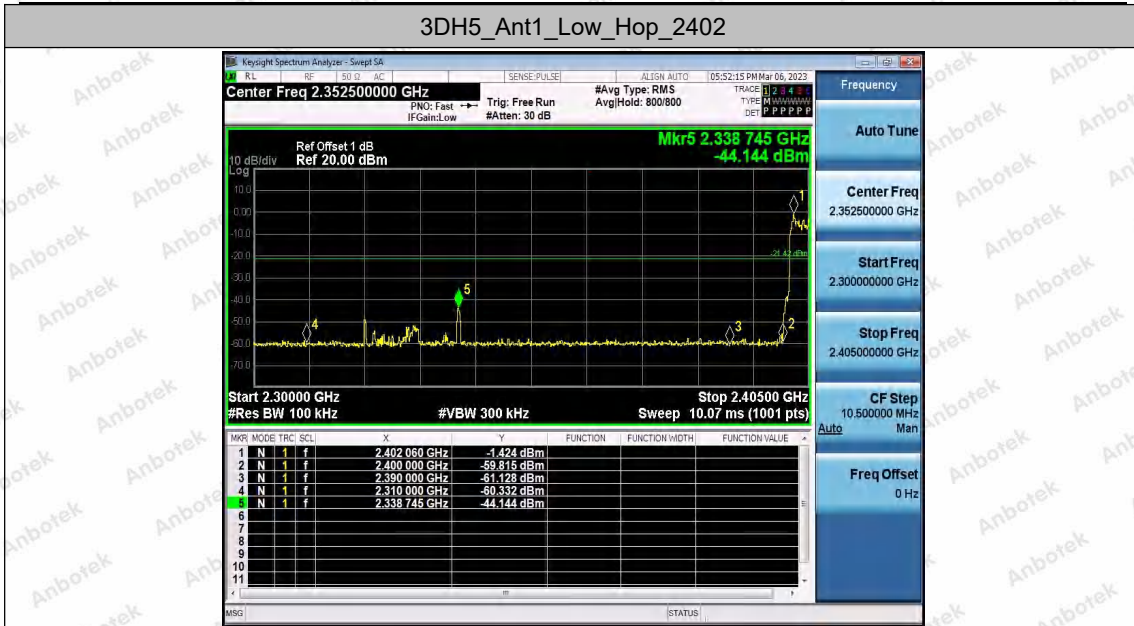 3DH5_Ant1_Low_Hop_2402
Keysight Spectrum Analyzer - Swept SA
RL RF 50 Ω AC SENSE:PULSE ALIGN AUTO 05:52:15 PM Mar 06, 2023
Center Freq 2.352500000 GHz
PNO: Fast
IFGain:Low
Trig: Free Run
#Atten: 30 dB
#Avg Type: RMS
Avg|Hold: 800/800
TRACE 1 2 3 4 5 6
TYPE M W W W W W
DET P P P P P P
Ref Offset 1 dB
Ref 20.00 dBm
10 dB/div
Log
Mkr5 2.338 745 GHz
-44.144 dBm
10.0
0.00
-10.0
-20.0
-30.0
-40.0
-50.0
-60.0
-70.0
-21.42 dBm
1
5
4
3
2
Start 2.30000 GHz Stop 2.40500 GHz
#Res BW 100 kHz #VBW 300 kHz Sweep 10.07 ms (1001 pts)
MKR MODE TRC SCL X Y FUNCTION FUNCTION WIDTH FUNCTION VALUE
1 N 1 f 2.402 060 GHz -1.424 dBm
2 N 1 f 2.400 000 GHz -59.815 dBm
3 N 1 f 2.390 000 GHz -61.128 dBm
4 N 1 f 2.310 000 GHz -60.332 dBm
5 N 1 f 2.338 745 GHz -44.144 dBm
6
7
8
9
10
11
MSG STATUS
Frequency
Auto Tune
Center Freq
2.352500000 GHz
Start Freq
2.300000000 GHz
Stop Freq
2.405000000 GHz
CF Step
10.500000 MHz
Auto Man
Freq Offset
0 Hz
Anbotek